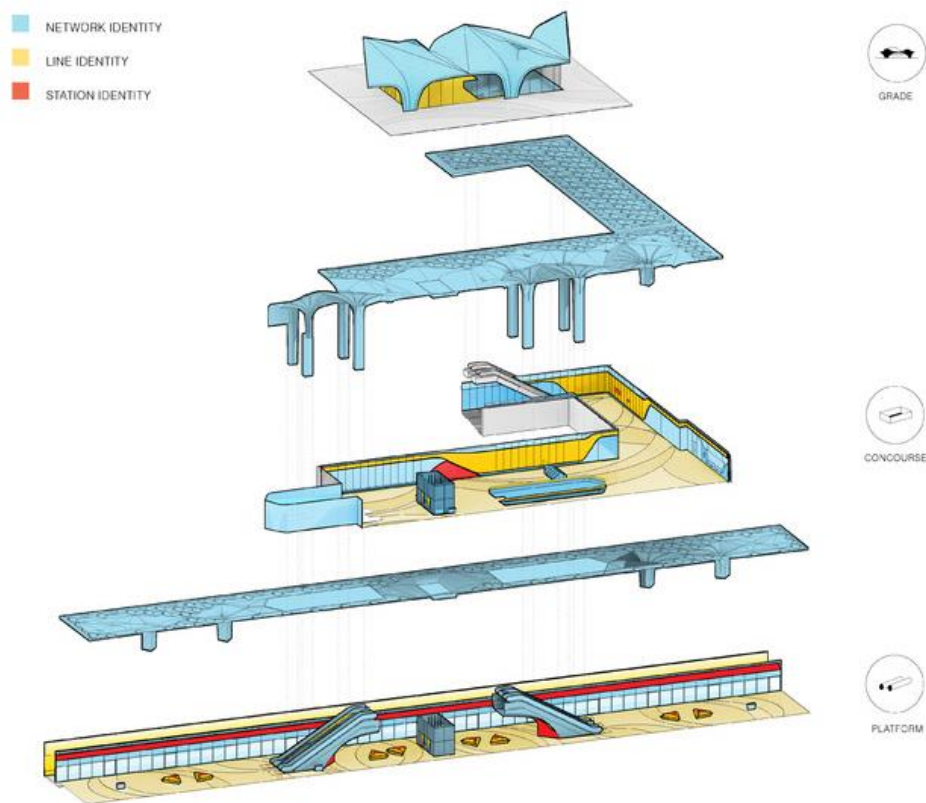 NETWORK IDENTITY
LINE IDENTITY
STATION IDENTITY
GRADE
CONCOURSE
PLATFORM